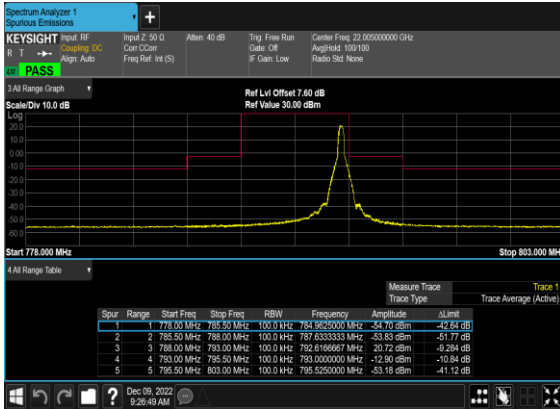 Spectrum Analyzer 1
Spurious Emissions
KEYSIGHT Input: RF Input Z: 50 Ω Atten: 40 dB Trig: Free Run Center Freq: 22.005000000 GHz
R T Coupling: DC Corr CCorr Gate: Off Avg|Hold: 100/100
Align: Auto Freq Ref: Int (S) IF Gain: Low Radio Std: None
PASS
3 All Range Graph
Ref Lvl Offset 7.60 dB
Scale/Div 10.0 dB Ref Value 30.00 dBm
Log
20.0
10.0
0.00
-10.0
-20.0
-30.0
-40.0
-50.0
-60.0
Start 778.000 MHz Stop 803.000 MH
4 All Range Table
Measure Trace Trace 1
Trace Type Trace Average (Active)
Spur Range Start Freq Stop Freq RBW Frequency Amplitude ΔLimit
1 1 778.00 MHz 785.50 MHz 100.0 kHz 784.9625000 MHz -54.70 dBm -42.64 dB
2 2 785.50 MHz 788.00 MHz 100.0 kHz 787.6333333 MHz -53.83 dBm -51.77 dB
3 3 788.00 MHz 793.00 MHz 100.0 kHz 792.6166667 MHz 20.72 dBm -9.284 dB
4 4 793.00 MHz 795.50 MHz 100.0 kHz 793.0000000 MHz -12.90 dBm -10.84 dB
5 5 795.50 MHz 803.00 MHz 100.0 kHz 795.5250000 MHz -53.18 dBm -41.12 dB
Dec 09, 2022
9:26:49 AM